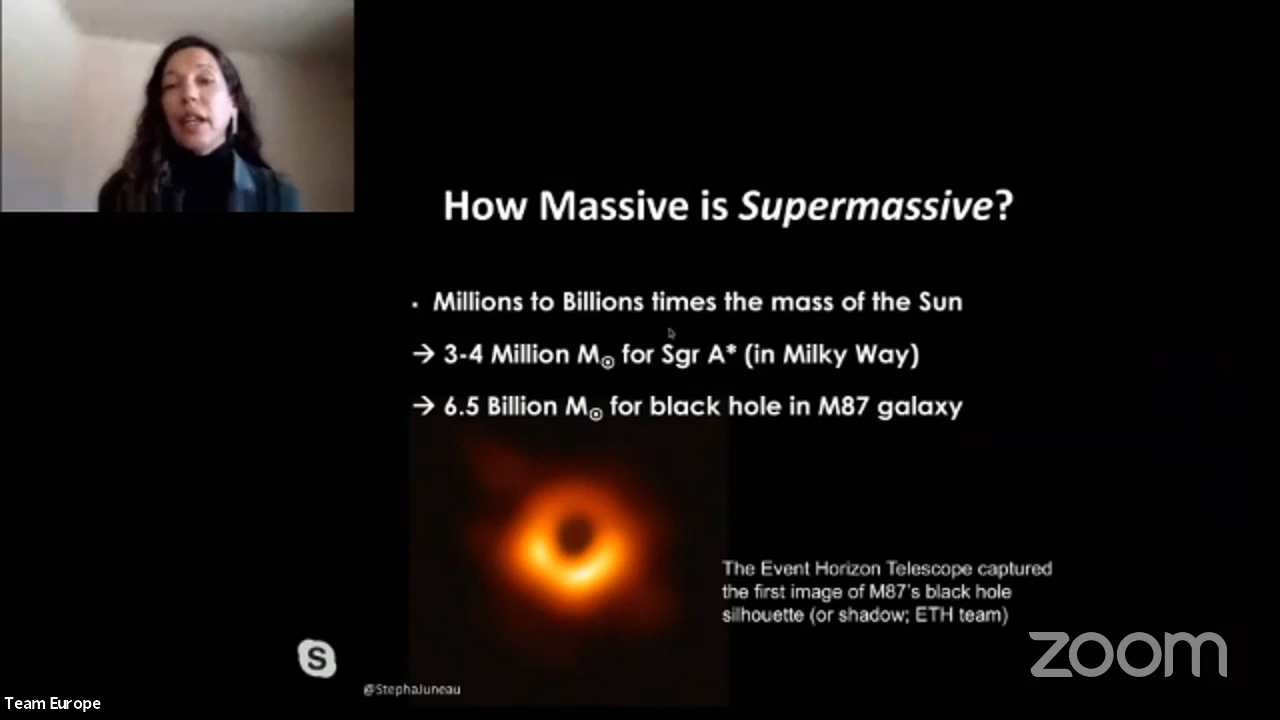 How Massive is Supermassive?
· Millions to Billions times the mass of the Sun
→ 3-4 Million M☉ for Sgr A* (in Milky Way)
→ 6.5 Billion M☉ for black hole in M87 galaxy
The Event Horizon Telescope captured
the first image of M87's black hole
silhouette (or shadow; ETH team)
S
@StephaJuneau
zoom
Team Europe